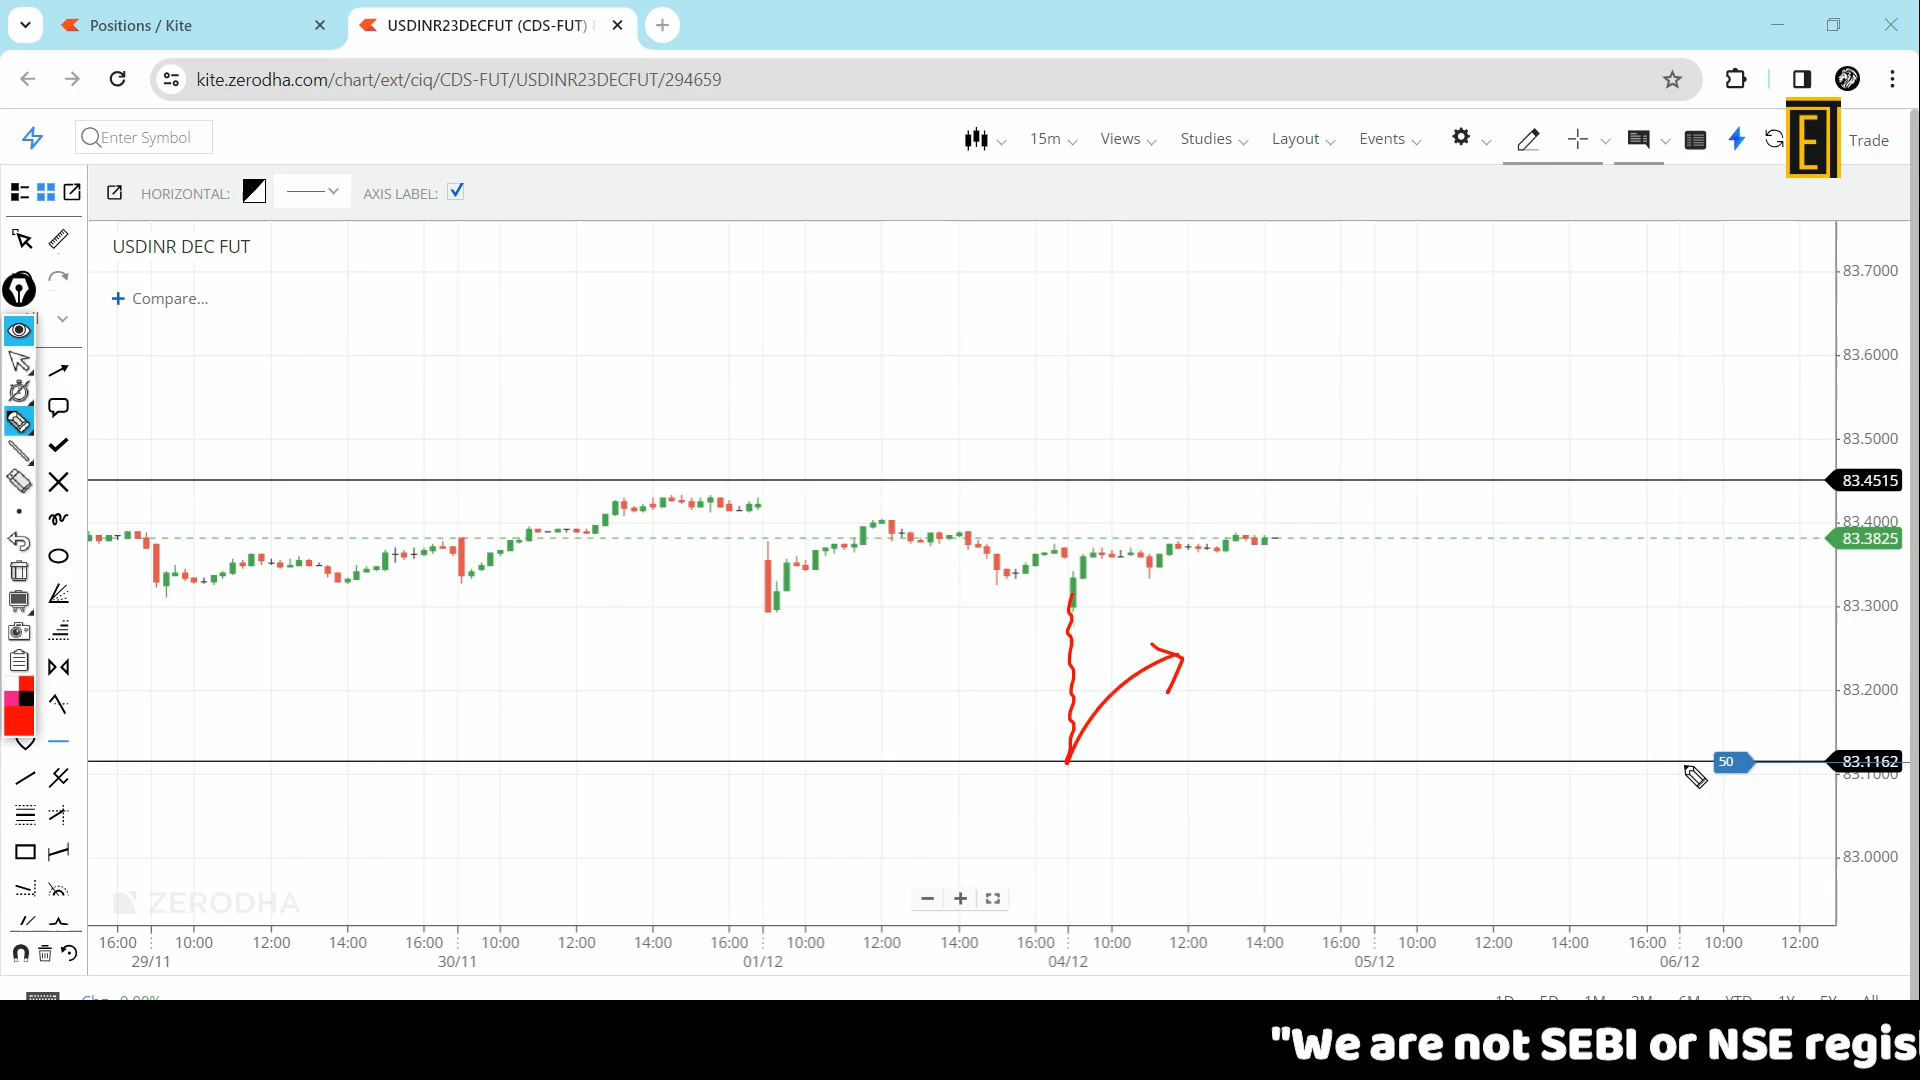 Positions / Kite
USDINR23DECFUT (CDS-FUT)
kite.zerodha.com/chart/ext/ciq/CDS-FUT/USDINR23DECFUT/294659
Enter Symbol
15m
Views
Studies
Layout
Events
E
Trade
HORIZONTAL:
AXIS LABEL:
USDINR DEC FUT
+ Compare...
83.7000
83.6000
83.5000
83.4515
83.4000
83.3825
83.3000
83.2000
50
83.1162
83.1000
83.0000
ZERODHA
16:00 10:00 12:00 14:00 16:00 10:00 12:00 14:00 16:00 10:00 12:00 14:00 16:00 10:00 12:00 14:00 16:00 10:00 12:00 14:00 16:00 10:00 12:00
29/11 30/11 01/12 04/12 05/12 06/12
"We are not SEBI or NSE regis